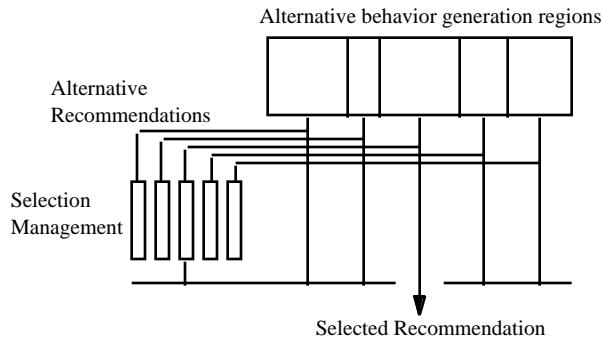 Alternative behavior generation regions
Alternative
Recommendations
Selection
Management
Selected Recommendation